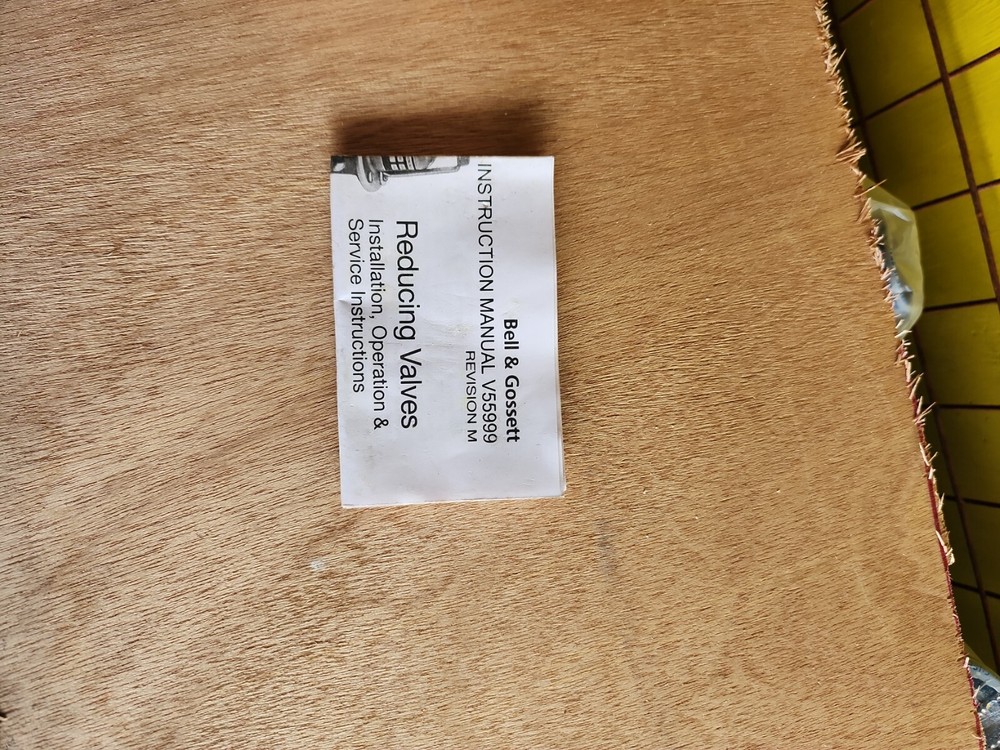 Bell & Gossett
INSTRUCTION MANUAL V55999
REVISION M
Reducing Valves
Installation, Operation &
Service Instructions